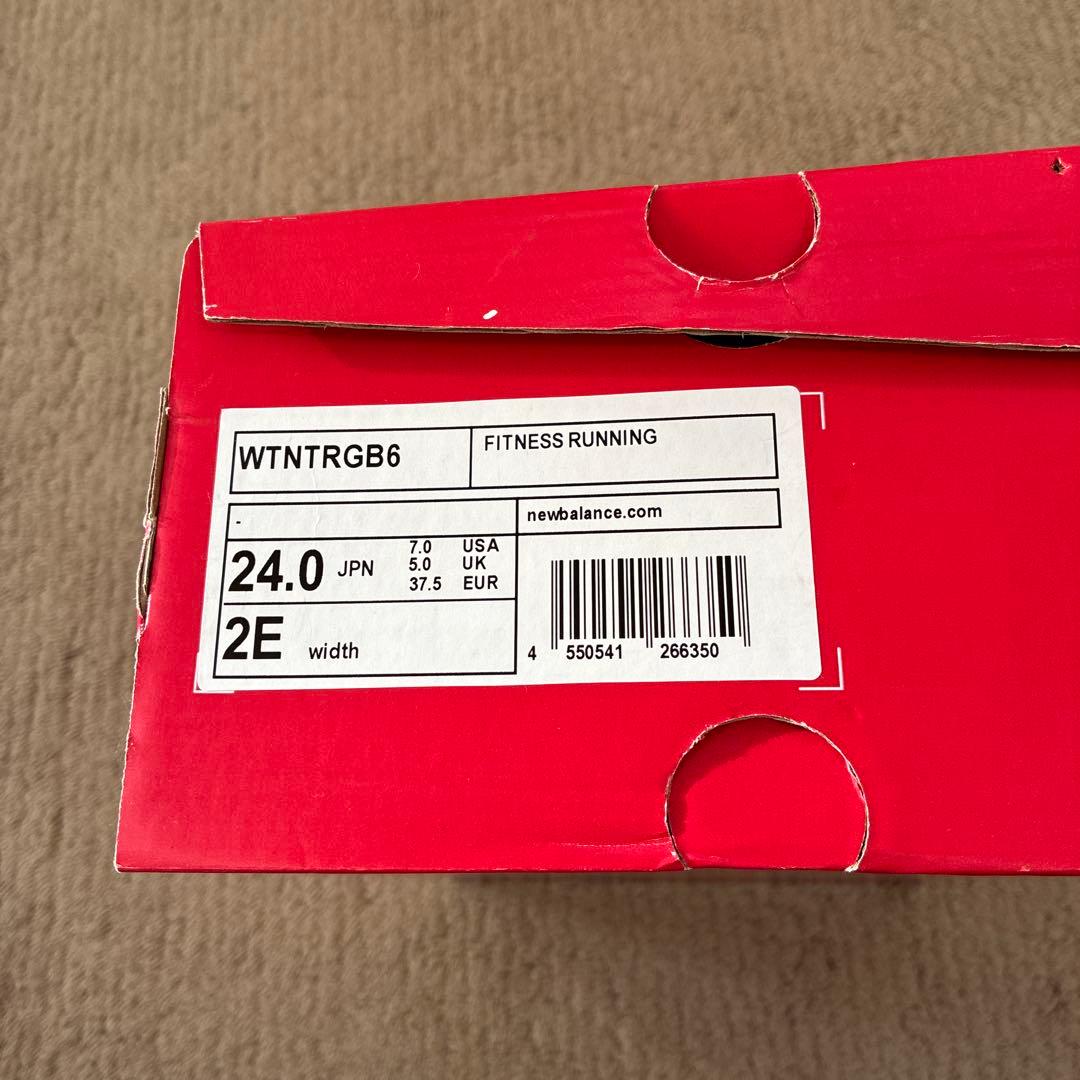 WTNTRGB6
FITNESS RUNNING
-
newbalance.com
24.0 JPN
7.0 USA
5.0 UK
37.5 EUR
2E width
4 550541 266350